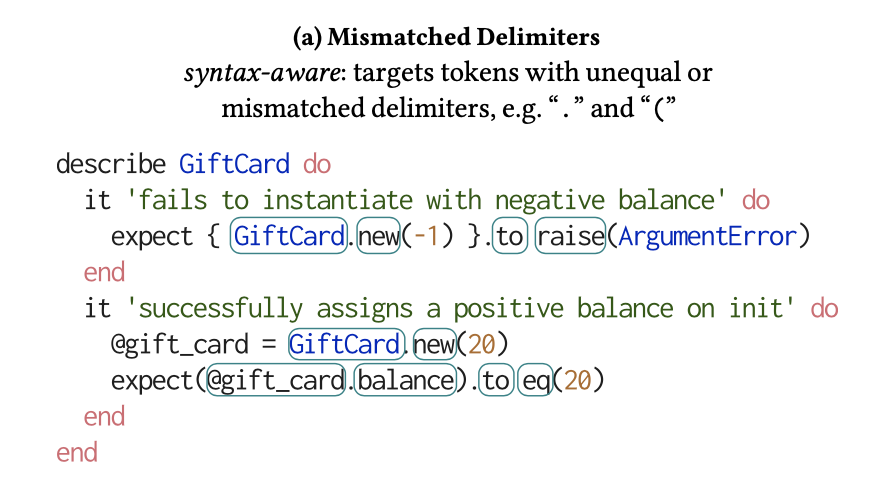 (a) Mismatched Delimiters
syntax-aware: targets tokens with unequal or
mismatched delimiters, e.g. “.” and “(”
describe GiftCard do
  it 'fails to instantiate with negative balance' do
    expect { GiftCard.new(-1) }.to raise(ArgumentError)
  end
  it 'successfully assigns a positive balance on init' do
    @gift_card = GiftCard.new(20)
    expect(@gift_card.balance).to eq(20)
  end
end